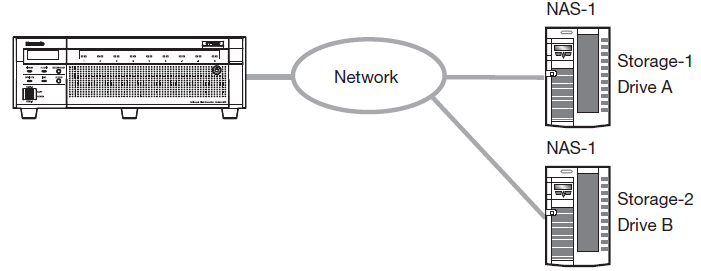 NAS-1
Storage-1
Network
Drive A
NAS-1
Storage-2
Drive B